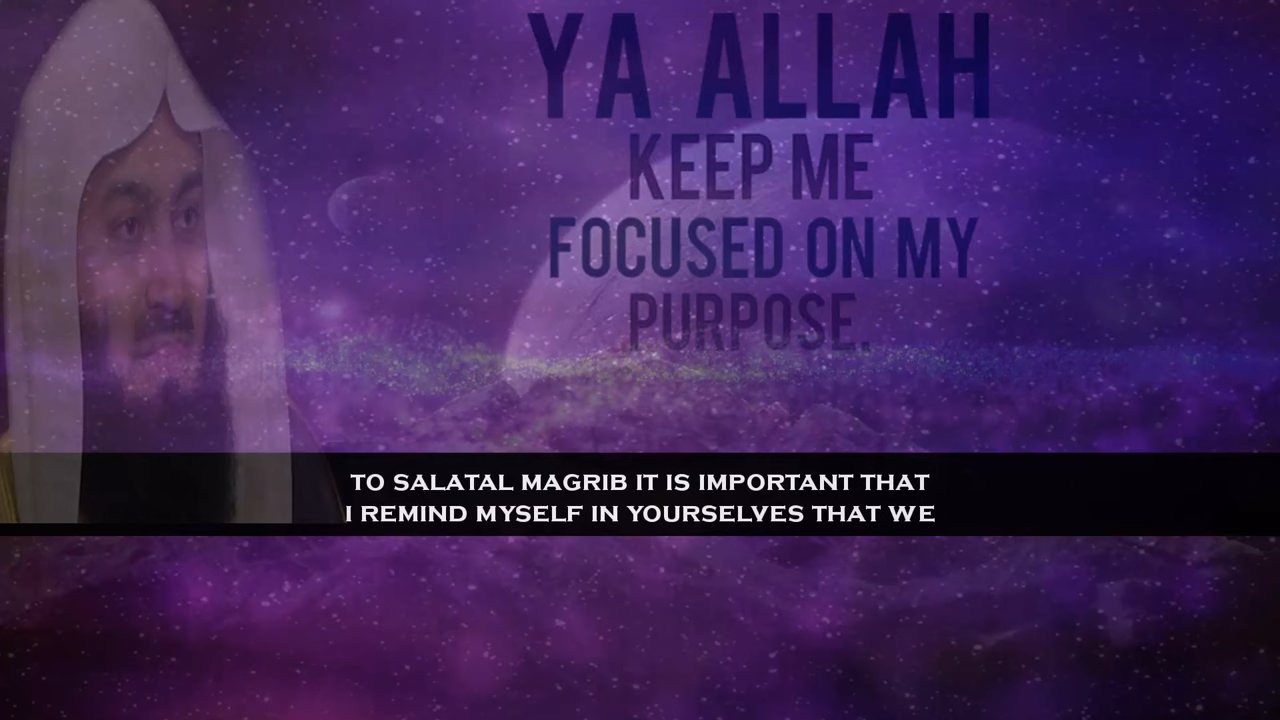 YA ALLAH
KEEP ME
FOCUSED ON MY
PURPOSE.
TO SALATAL MAGRIB IT IS IMPORTANT THAT
I REMIND MYSELF IN YOURSELVES THAT WE